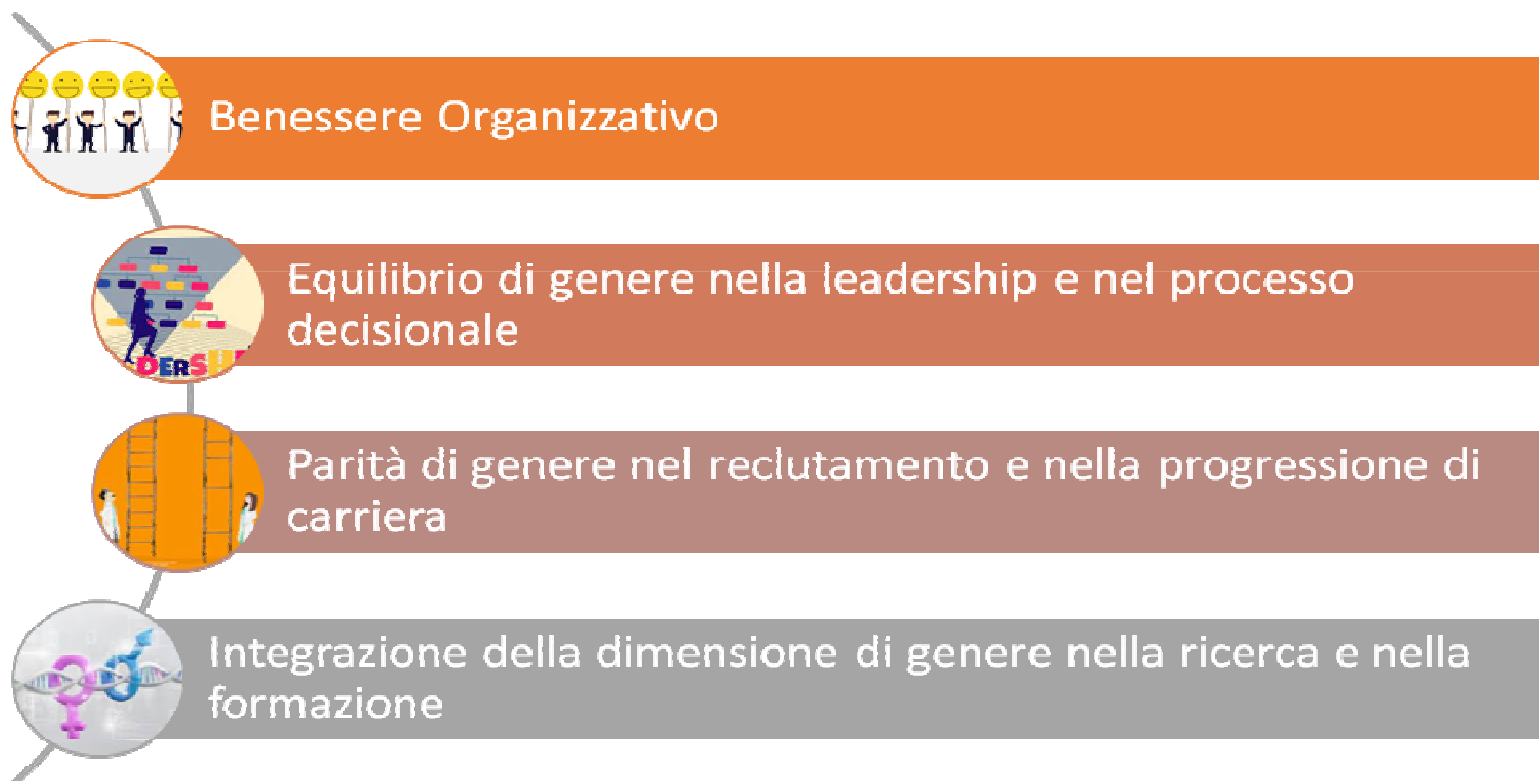 Benessere Organizzativo
DERSH
Equilibrio di genere nella leadership e nel processo
decisionale
Parità di genere nel reclutamento e nella progressione di
carriera
Integrazione della dimensione di genere nella ricerca e nella
formazione